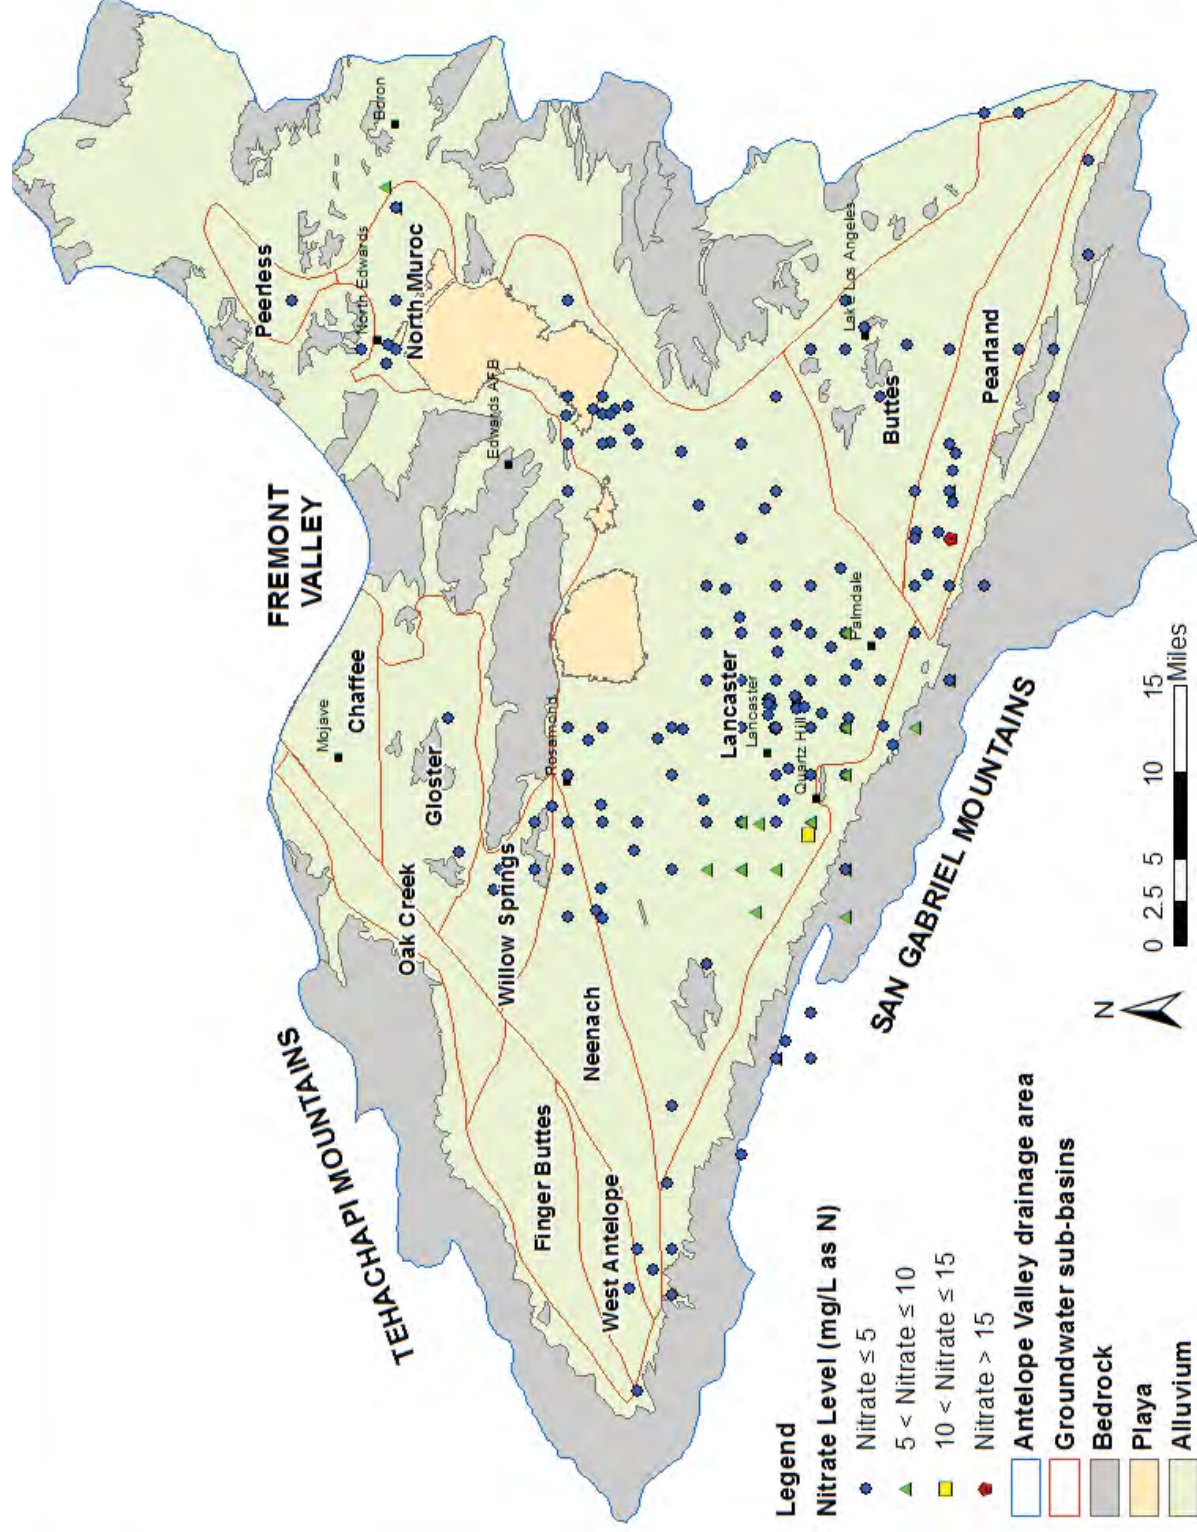 FREMONT
VALLEY
TEHACHAPI MOUNTAINS
SAN GABRIEL MOUNTAINS
Peerless
North Edwards
Boron
North Muroc
Edwards AFB
Mojave
Chaffee
Gloster
Oak Creek
Willow Springs
Rosamond
Finger Buttes
West Antelope
Neenach
Lancaster
Lancaster
Quartz Hill
Palmdale
Lake Los Angeles
Buttes
Pearland
Legend
Nitrate Level (mg/L as N)
Nitrate ≤ 5
5 < Nitrate ≤ 10
10 < Nitrate ≤ 15
Nitrate > 15
Antelope Valley drainage area
Groundwater sub-basins
Bedrock
Playa
Alluvium
N
0 2.5 5 10 15
Miles